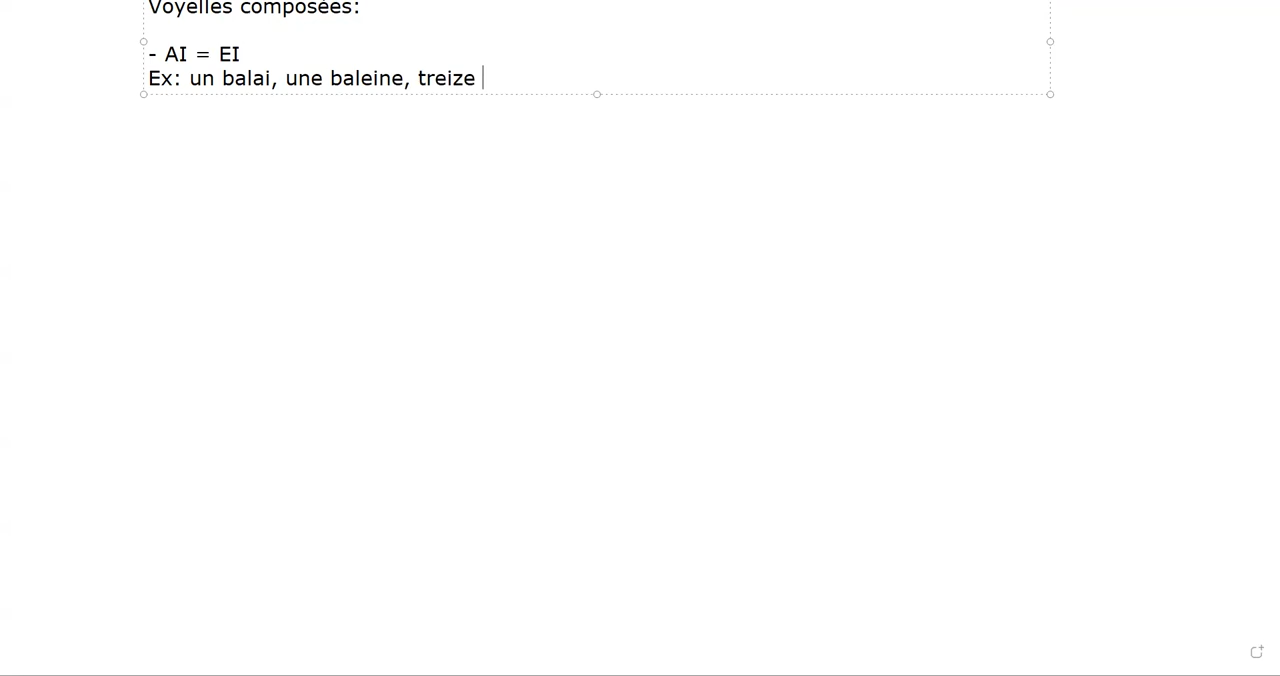 Voyelles composées:
- AI = EI
Ex: un balai, une baleine, treize